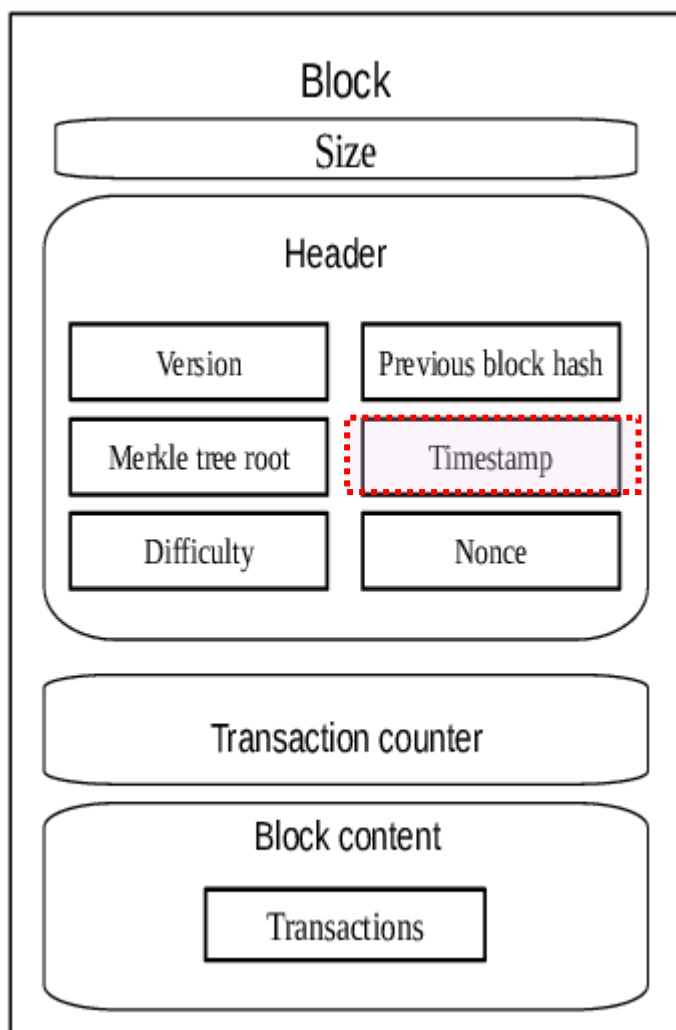 Block
Size
Header
Version
Previous block hash
Merkle tree root
Timestamp
Difficulty
Nonce
Transaction counter
Block content
Transactions